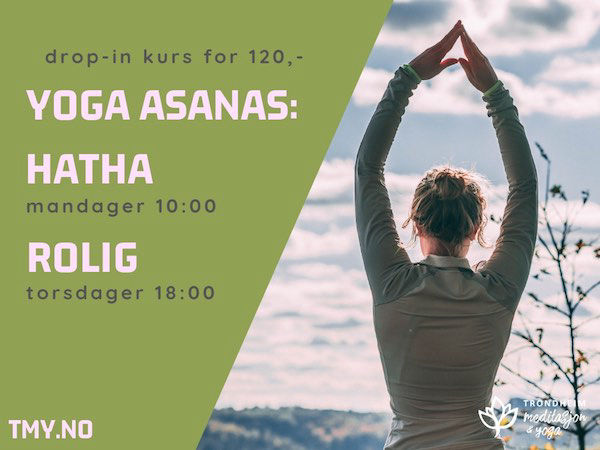 drop-in kurs for 120,-
YOGA ASANAS:
HATHA
mandager 10:00
ROLIG
torsdager 18:00
TMY.NO
TRONDHEIM
meditasjon
& yoga